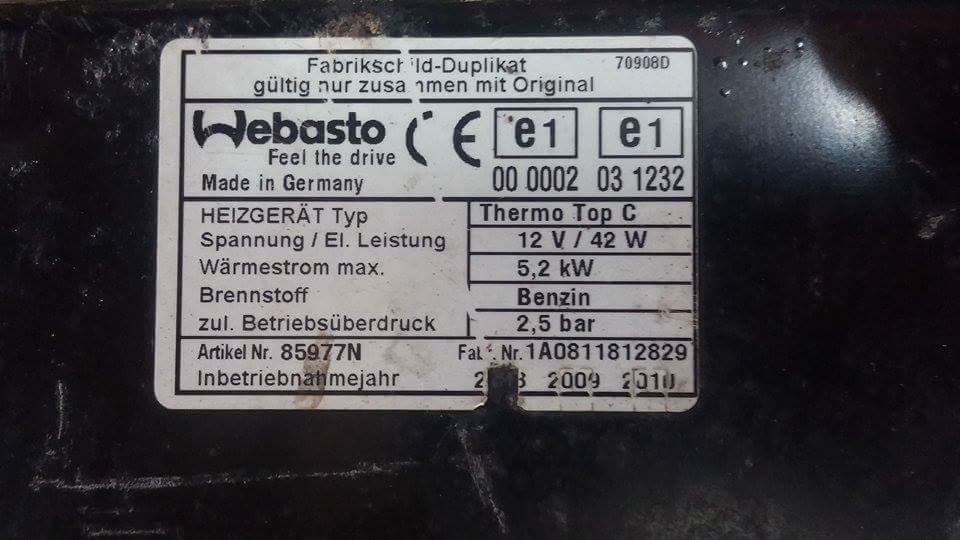 Fabrikschild-Duplikat 70908D
gültig nur zusammen mit Original
Webasto CE e1 e1
Feel the drive
Made in Germany 00 0002 03 1232
HEIZGERÄT Typ Thermo Top C
Spannung / El. Leistung 12 V / 42 W
Wärmestrom max. 5,2 kW
Brennstoff Benzin
zul. Betriebsüberdruck 2,5 bar
Artikel Nr. 85977N Fabr. Nr. 1A0811812829
Inbetriebnahmejahr 2009 2010